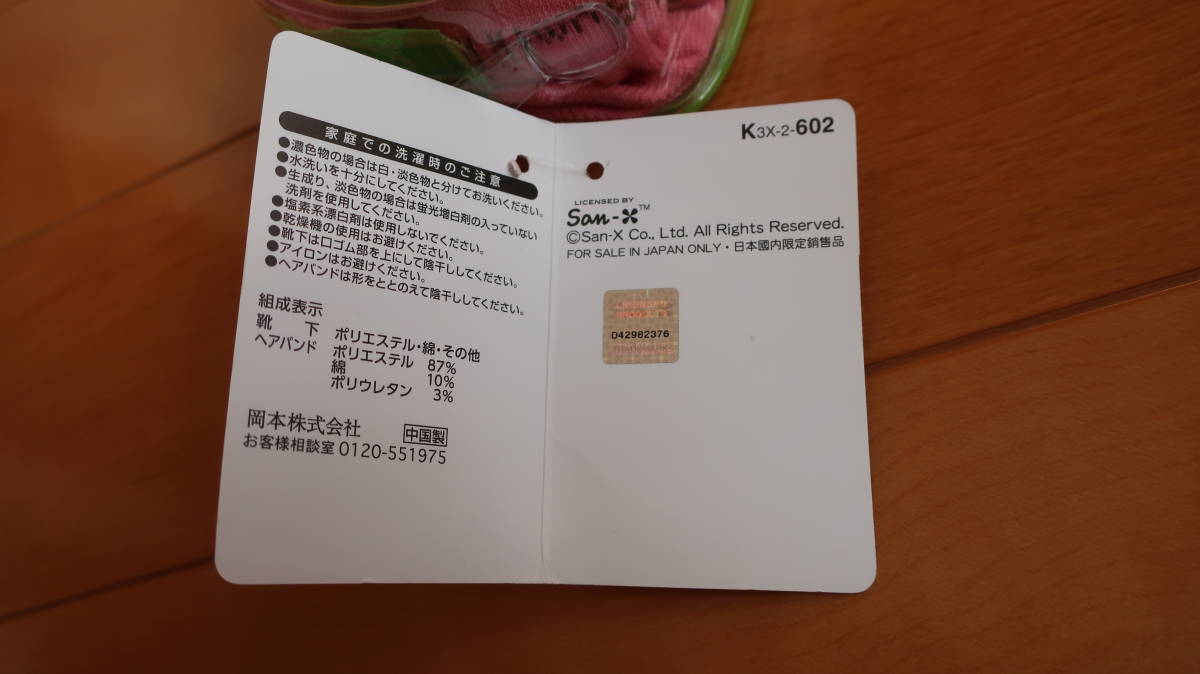 家庭での洗濯時のご注意
●濃色物の場合は白・淡色物と分けてお洗いください。
●水洗いを十分にしてください。
●生成り、淡色物の場合は蛍光増白剤の入っていない
洗剤を使用してください。
●塩素系漂白剤は使用しないでください。
●乾燥機の使用はお避けください。
●靴下は口ゴム部を上にして陰干ししてください。
●アイロンはお避けください。
●ヘアバンドは形をととのえて陰干ししてください。
組成表示
靴　下　ポリエステル・綿・その他
ヘアバンド　ポリエステル　87%
綿　10%
ポリウレタン　3%
岡本株式会社　中国製
お客様相談室 0120-551975
K3X-2-602
LICENSED BY
San-X™
©San-X Co., Ltd. All Rights Reserved.
FOR SALE IN JAPAN ONLY・日本國内限定銷售品
LICENSED
PRODUCTS
D42982376